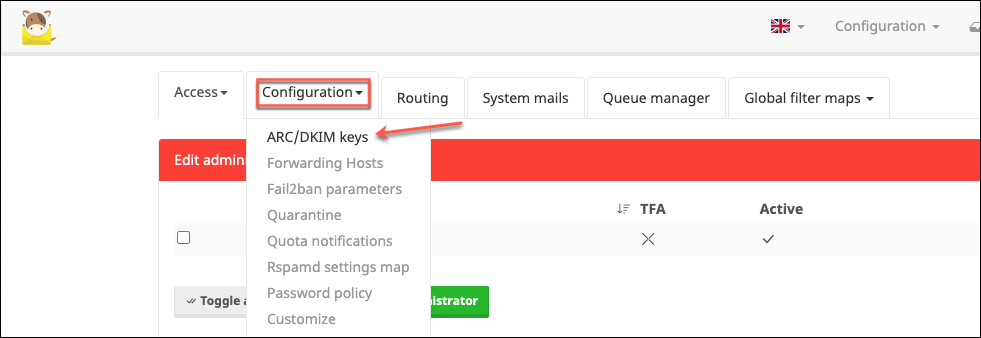 Configuration
Access
Configuration
Routing
System mails
Queue manager
Global filter maps
ARC/DKIM keys
Edit admini
Forwarding Hosts
Fail2ban parameters
TFA
Active
Quarantine
Quota notifications
Rspamd settings map
Password policy
Toggle a
istrator
Customize